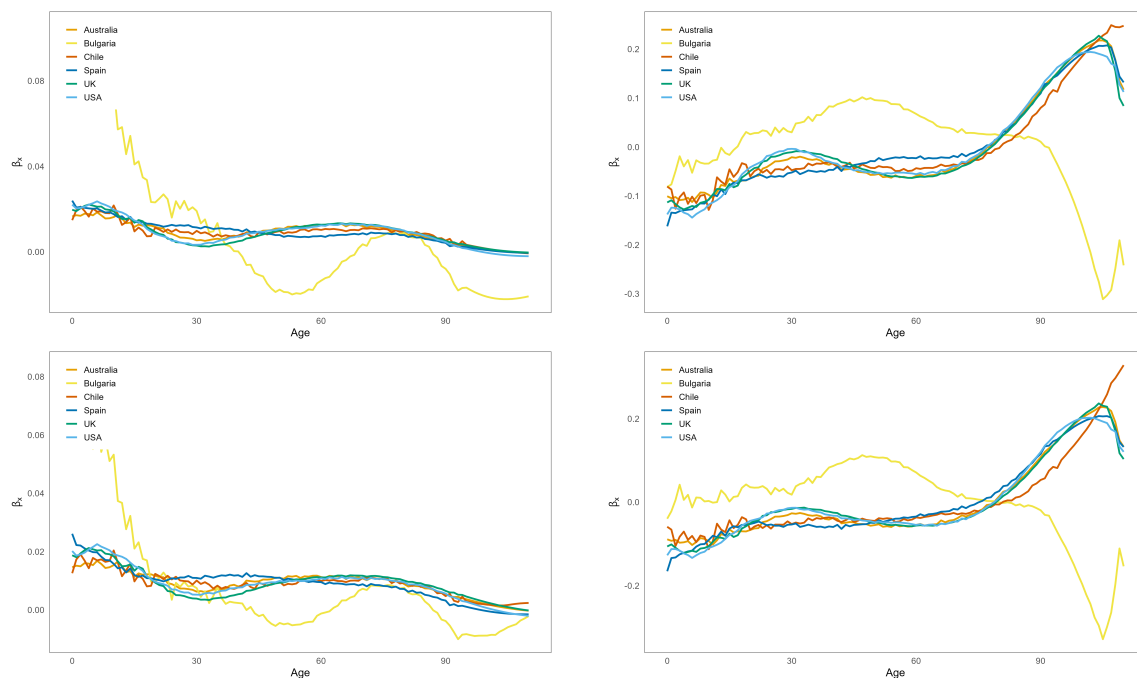 Australia
Bulgaria
Chile
Spain
UK
USA
0.08
0.04
0.00
βx
0
30
60
90
Age
Australia
Bulgaria
Chile
Spain
UK
USA
0.2
0.1
0.0
-0.1
-0.2
-0.3
βx
0
30
60
90
Age
Australia
Bulgaria
Chile
Spain
UK
USA
0.08
0.06
0.04
0.02
0.00
βx
0
30
60
90
Age
Australia
Bulgaria
Chile
Spain
UK
USA
0.2
0.0
-0.2
βx
0
30
60
90
Age